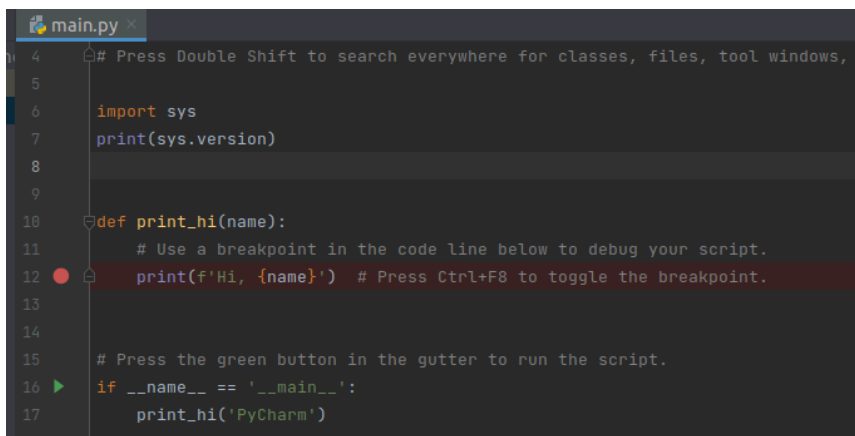 main.py
4 # Press Double Shift to search everywhere for classes, files, tool windows,
5
6 import sys
7 print(sys.version)
8
9
10 def print_hi(name):
11     # Use a breakpoint in the code line below to debug your script.
12     print(f'Hi, {name}')  # Press Ctrl+F8 to toggle the breakpoint.
13
14
15 # Press the green button in the gutter to run the script.
16 if __name__ == '__main__':
17     print_hi('PyCharm')